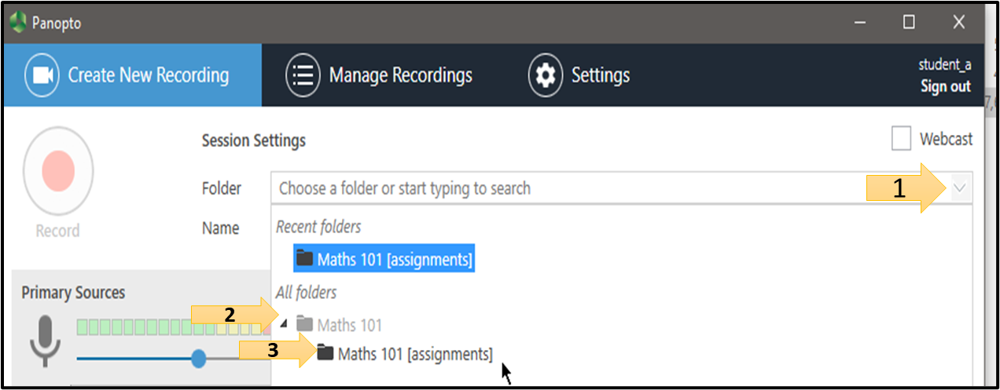 Panopto
Create New Recording
Manage Recordings
Settings
student_a
Sign out
Session Settings
Webcast
Folder
Choose a folder or start typing to search
1
Record
Name
Recent folders
Maths 101 [assignments]
Primary Sources
All folders
2
Maths 101
3
Maths 101 [assignments]